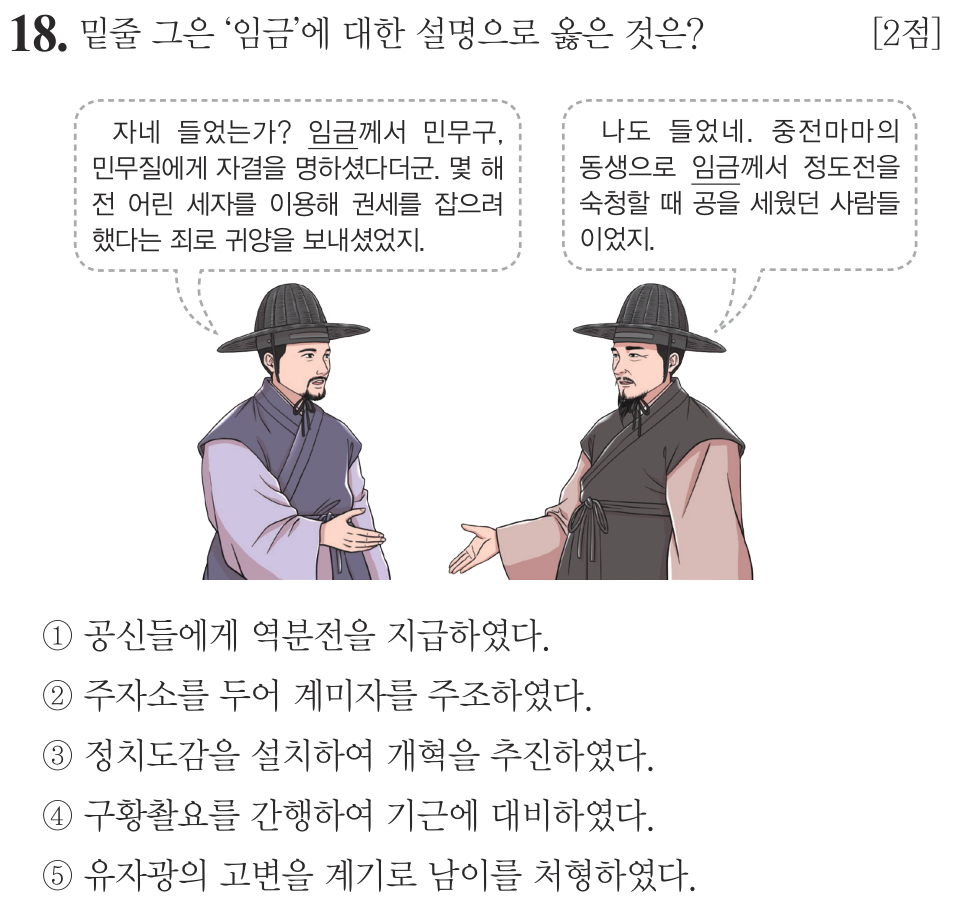 18. 밑줄 그은 ‘임금’에 대한 설명으로 옳은 것은? [2점]
자네 들었는가? 임금께서 민무구,
민무질에게 자결을 명하셨다더군. 몇 해
전 어린 세자를 이용해 권세를 잡으려
했다는 죄로 귀양을 보내셨었지.
나도 들었네. 중전마마의
동생으로 임금께서 정도전을
숙청할 때 공을 세웠던 사람들
이었지.
① 공신들에게 역분전을 지급하였다.
② 주자소를 두어 계미자를 주조하였다.
③ 정치도감을 설치하여 개혁을 추진하였다.
④ 구황촬요를 간행하여 기근에 대비하였다.
⑤ 유자광의 고변을 계기로 남이를 처형하였다.